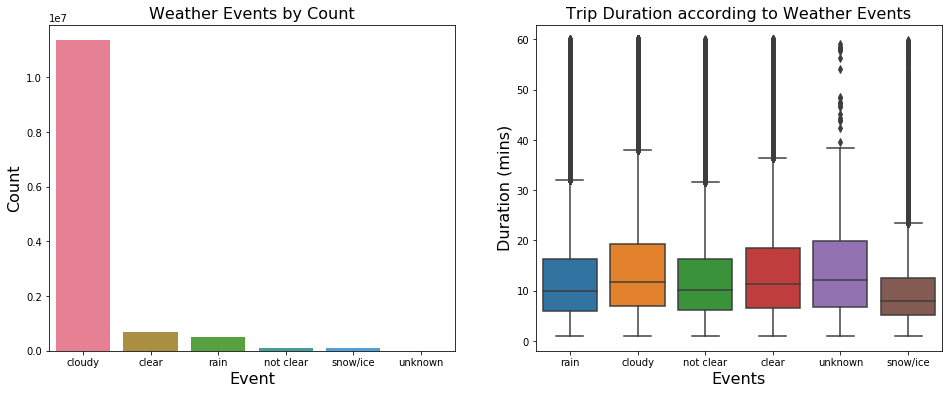 Weather Events by Count
1e7
1.0
0.8
0.6
0.4
0.2
0.0
Count
cloudy clear rain not clear snow/ice unknown
Event
Trip Duration according to Weather Events
60
50
40
30
20
10
0
Duration (mins)
rain cloudy not clear clear unknown snow/ice
Events